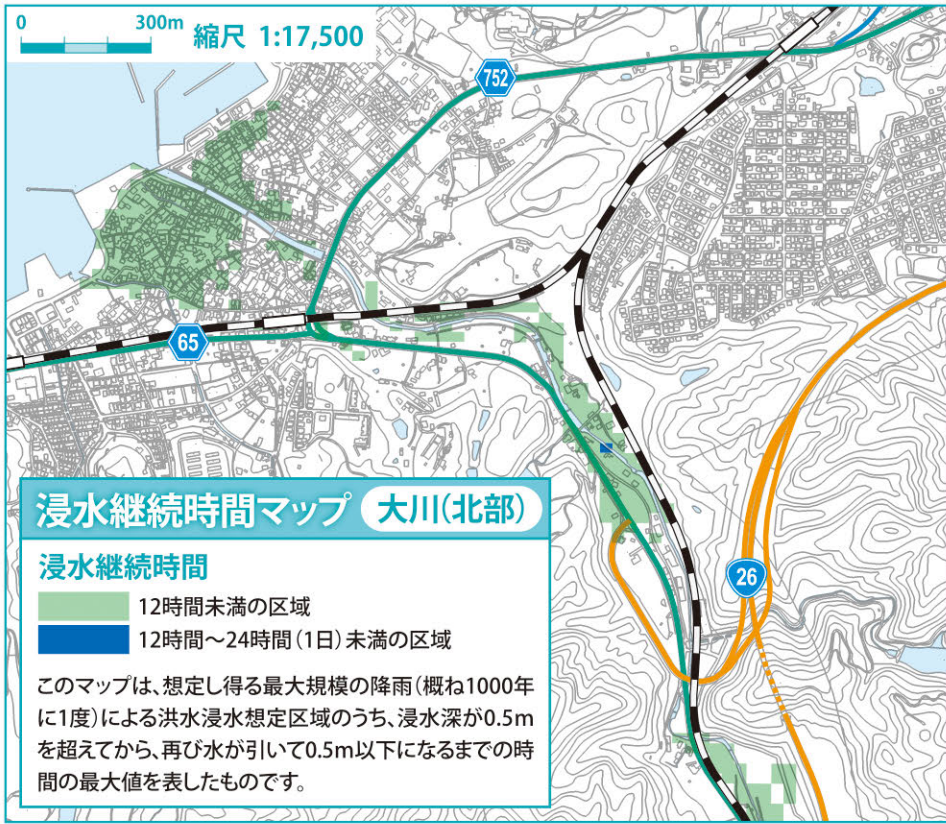 0 300m 縮尺 1:17,500
752
65
26
浸水継続時間マップ 大川(北部)
浸水継続時間
12時間未満の区域
12時間〜24時間(1日)未満の区域
このマップは、想定し得る最大規模の降雨(概ね1000年
に1度)による洪水浸水想定区域のうち、浸水深が0.5m
を超えてから、再び水が引いて0.5m以下になるまでの時
間の最大値を表したものです。